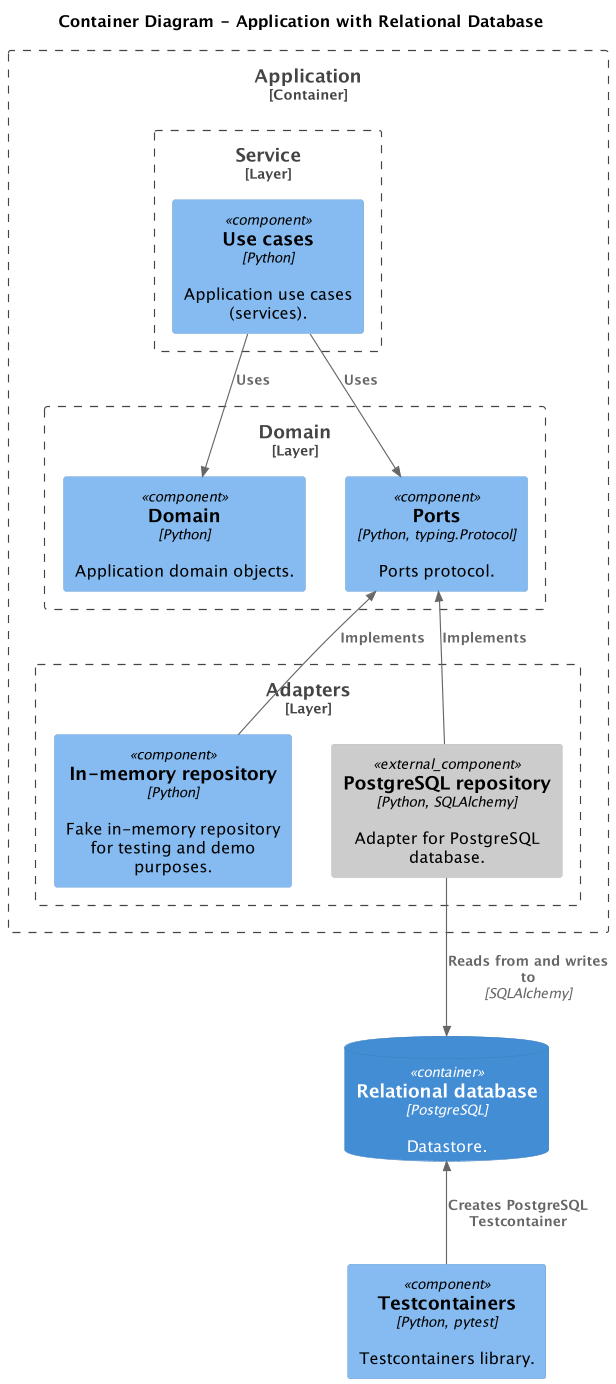 Container Diagram – Application with Relational Database
Application
[Container]
Service
[Layer]
«component»
Use cases
[Python]
Application use cases
(services).
Uses
Uses
Domain
[Layer]
«component»
Domain
[Python]
Application domain objects.
«component»
Ports
[Python, typing.Protocol]
Ports protocol.
Implements
Implements
Adapters
[Layer]
«component»
In-memory repository
[Python]
Fake in-memory repository
for testing and demo
purposes.
«external_component»
PostgreSQL repository
[Python, SQLAlchemy]
Adapter for PostgreSQL
database.
Reads from and writes
to
[SQLAlchemy]
«container»
Relational database
[PostgreSQL]
Datastore.
Creates PostgreSQL
Testcontainer
«component»
Testcontainers
[Python, pytest]
Testcontainers library.